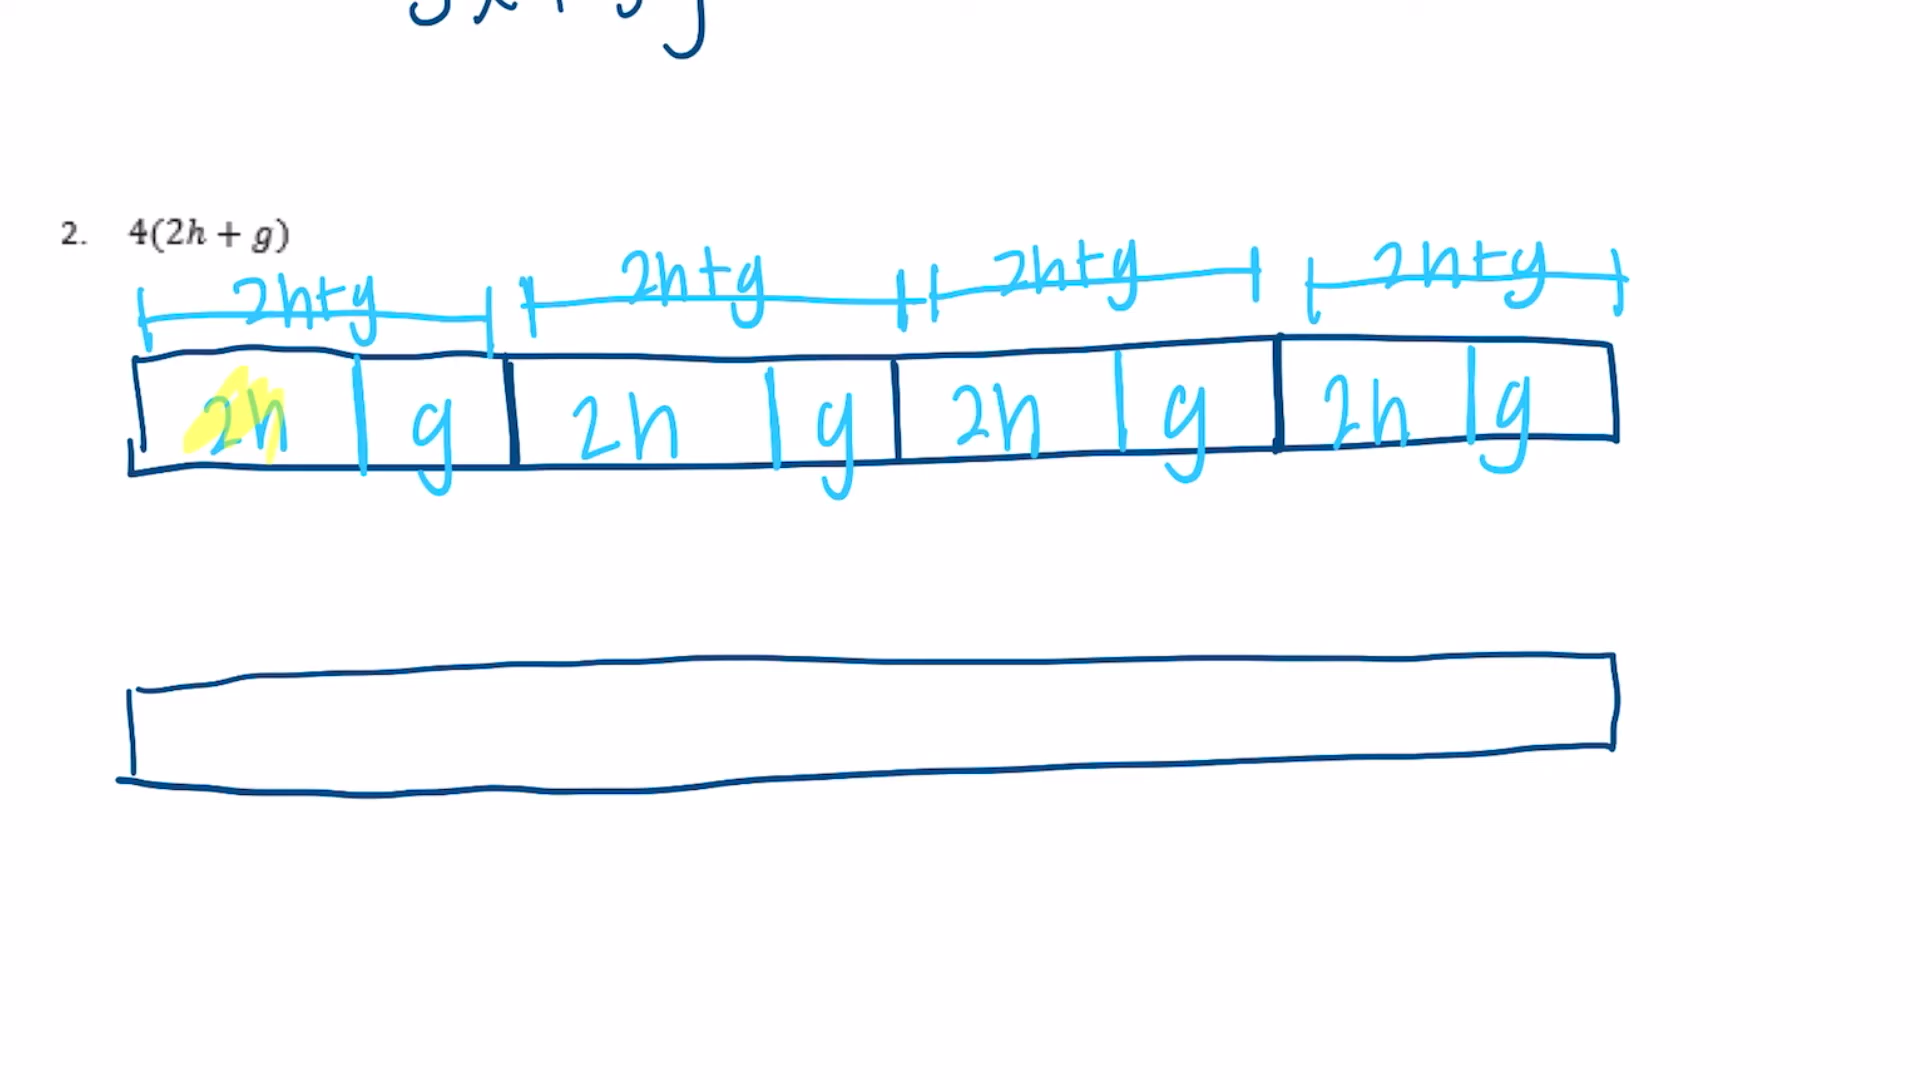 2. 4(2h + g)
2h+g 2h+g 2h+g 2h+g
2h g 2h g 2h g 2h g